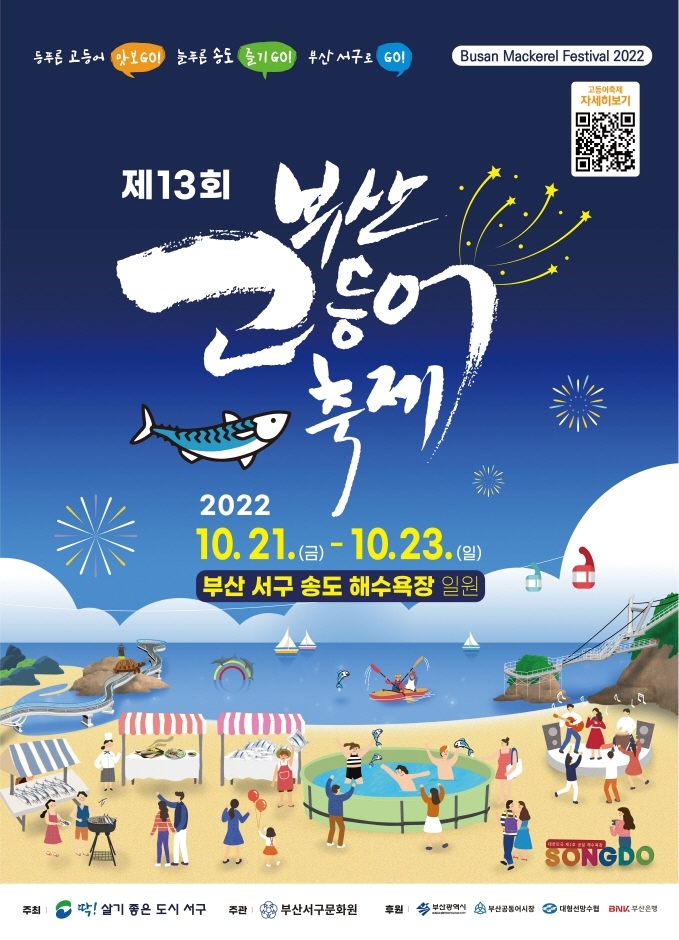 등푸른 고등어 맛보GO! 늘푸른 송도 즐기GO! 부산 서구로 GO!
Busan Mackerel Festival 2022
고등어축제
자세히보기
제13회
부산
고등어
축제
2022
10. 21.(금) - 10.23.(일)
부산 서구 송도 해수욕장 일원
SONGDO
주최 딱! 살기 좋은 도시 서구 주관 부산서구문화원 후원 부산광역시 부산공동어시장 대형선망수협 BNK 부산은행